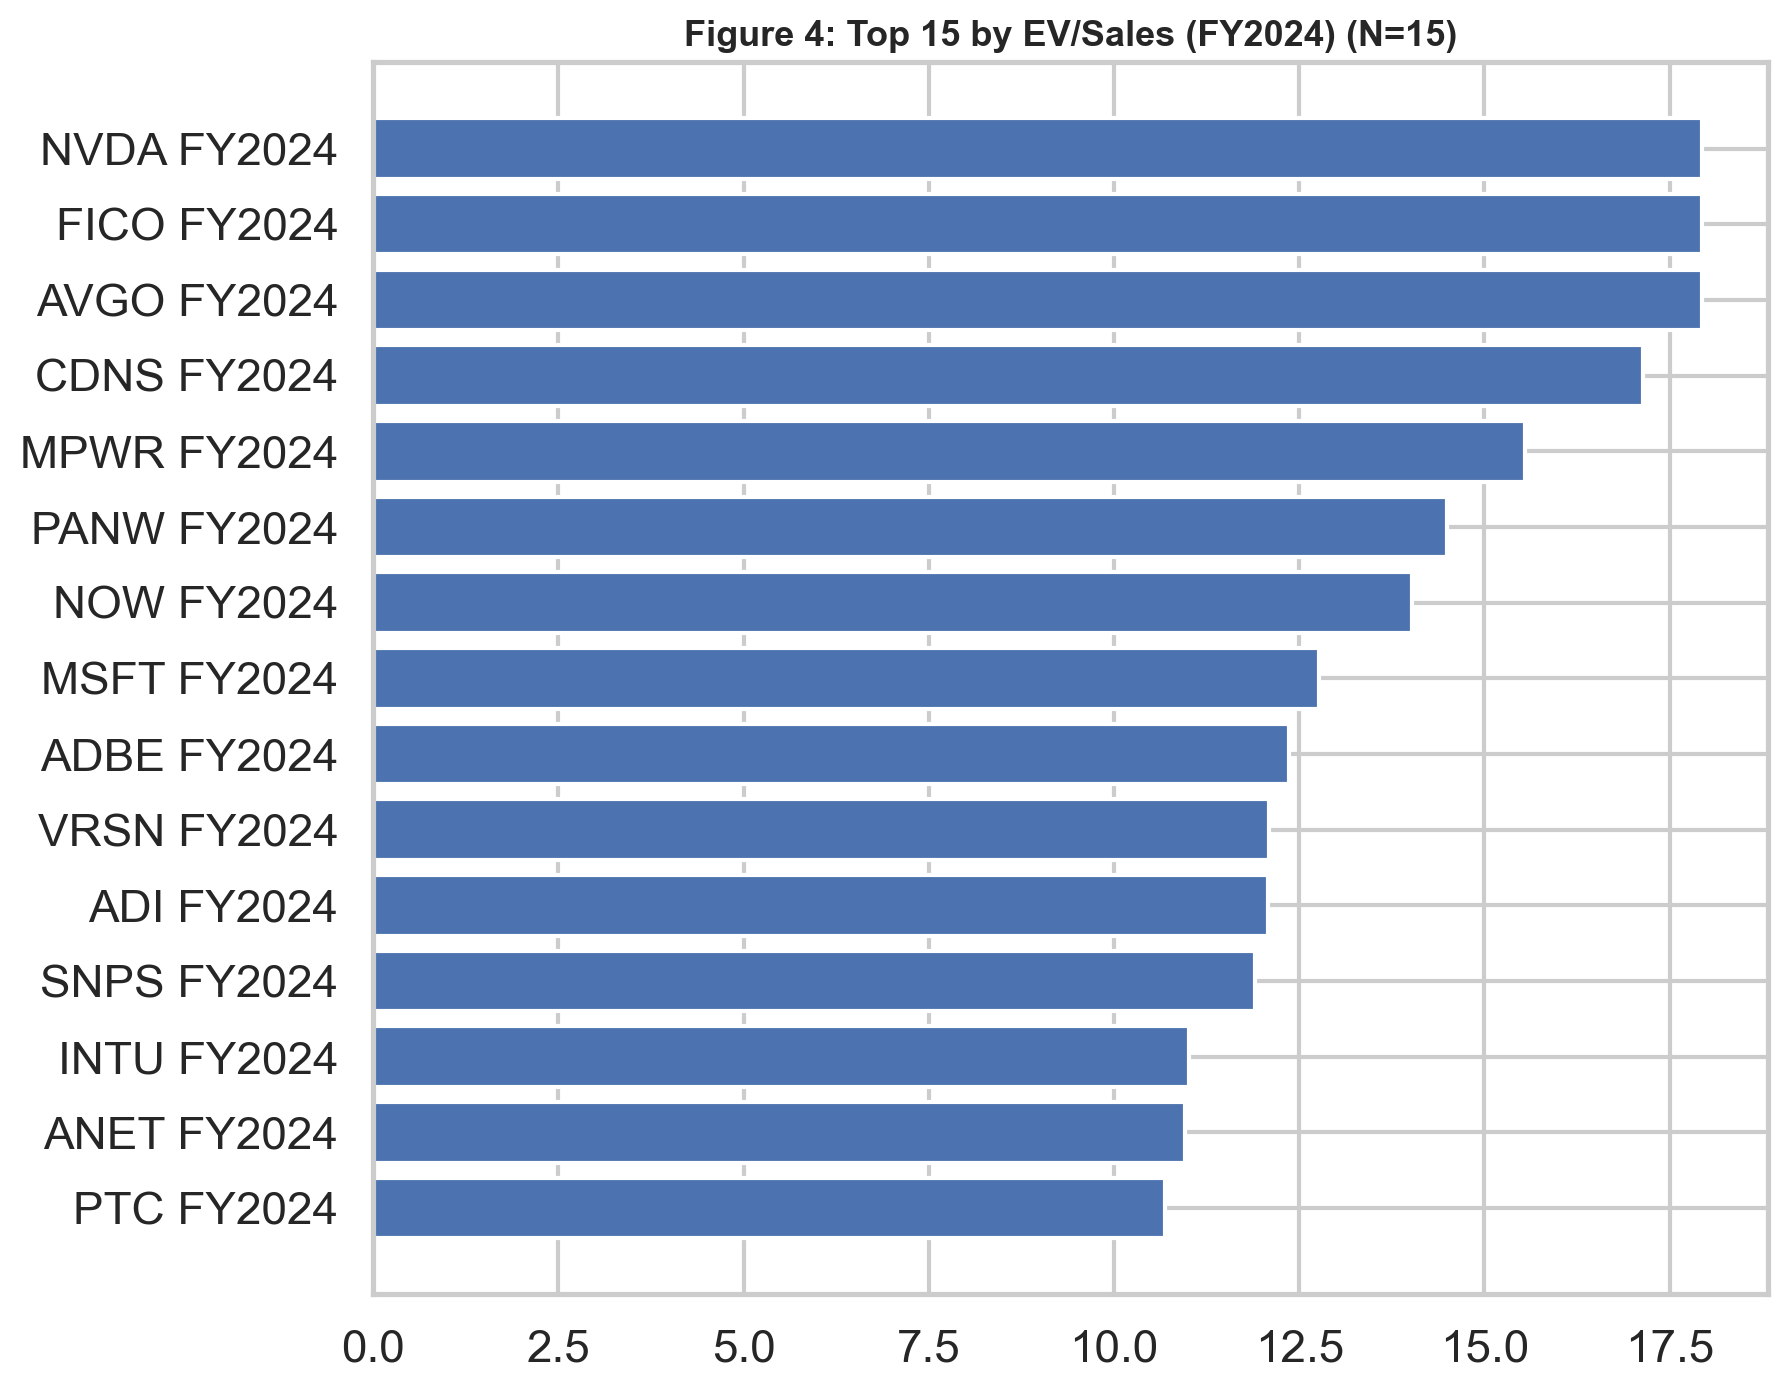 Figure 4: Top 15 by EV/Sales (FY2024) (N=15)
NVDA FY2024
FICO FY2024
AVGO FY2024
CDNS FY2024
MPWR FY2024
PANW FY2024
NOW FY2024
MSFT FY2024
ADBE FY2024
VRSN FY2024
ADI FY2024
SNPS FY2024
INTU FY2024
ANET FY2024
PTC FY2024
0.0 2.5 5.0 7.5 10.0 12.5 15.0 17.5